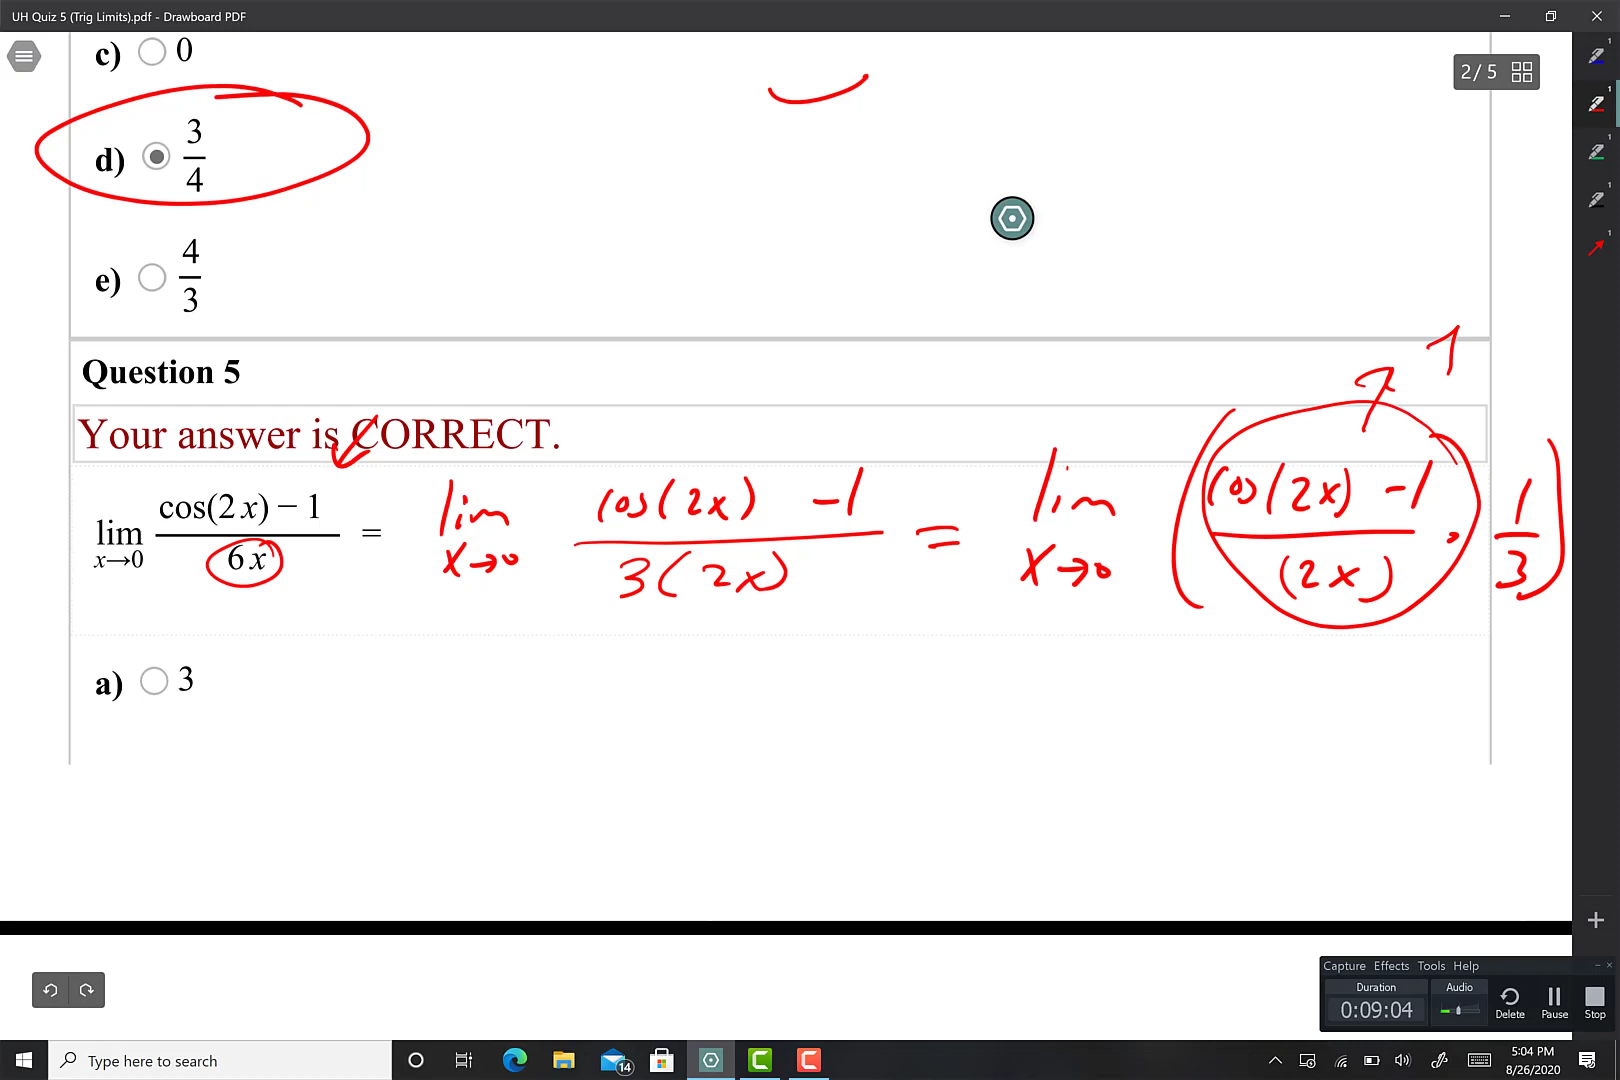 UH Quiz 5 (Trig Limits).pdf - Drawboard PDF
c) 0
2 / 5
d) 3/4
e) 4/3
Question 5
Your answer is CORRECT.
1
lim x→0 cos(2x) − 1 / 6x = lim x→0 cos(2x) -1 / 3(2x) = lim x→0 ( cos(2x) -1 / (2x) · 1/3 )
a) 3
Capture Effects Tools Help
Duration Audio
0:09:04 Delete Pause Stop
Type here to search
14
5:04 PM
8/26/2020